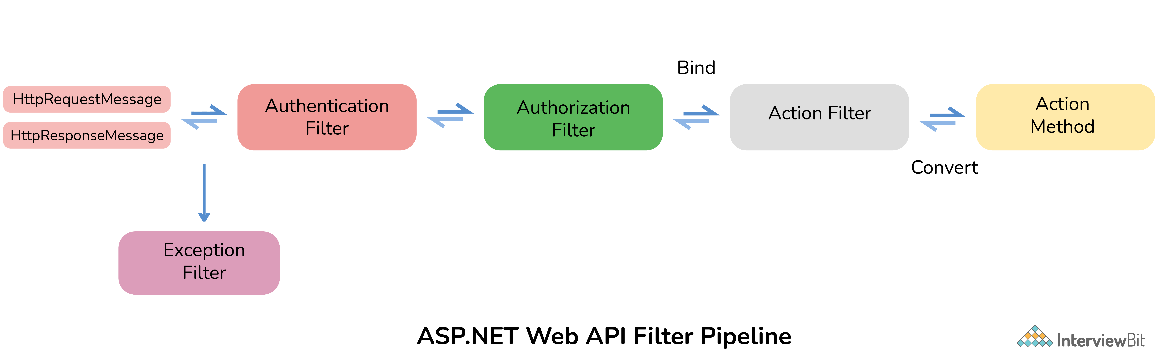 Bind
HttpRequestMessage
HttpResponseMessage
Authentication
Filter
Authorization
Filter
Action Filter
Action
Method
Convert
Exception
Filter
ASP.NET Web API Filter Pipeline
InterviewBit